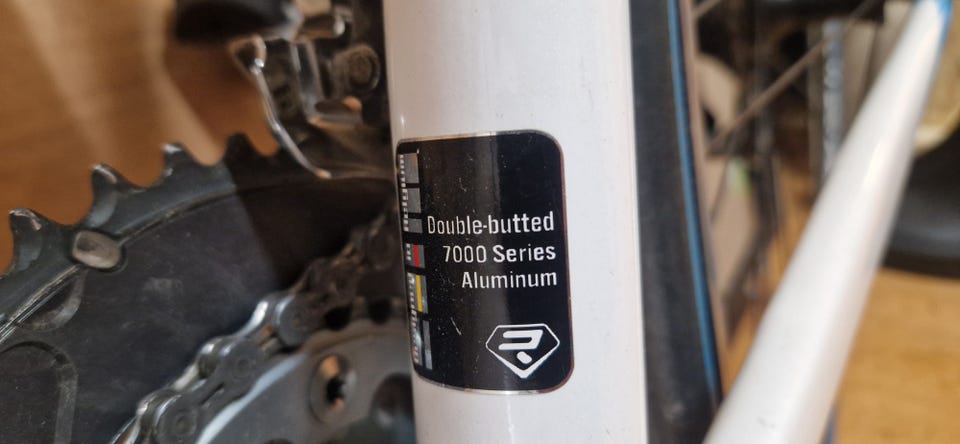 Double-butted
7000 Series
Aluminum